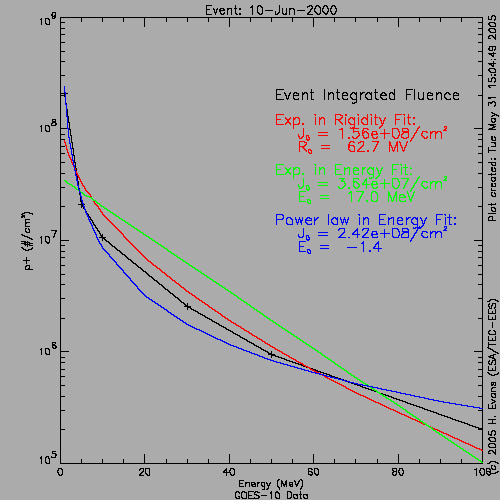 Event: 10-Jun-2000
10⁹
10⁸
10⁷
10⁶
10⁵
p+ (#/cm²)
Event Integrated Fluence
Exp. in Rigidity Fit:
J₀ = 1.56e+08/cm²
R₀ = 62.7 MV
Exp. in Energy Fit:
J₀ = 3.64e+07/cm²
E₀ = 17.0 MeV
Power law in Energy Fit:
J₀ = 2.42e+08/cm²
E₀ = -1.4
0 20 40 60 80 100
Energy (MeV)
GOES-10 Data
Plot created: Tue May 31 15:04:49 2005
(c) 2005 H. Evans (ESA/TEC-EES)